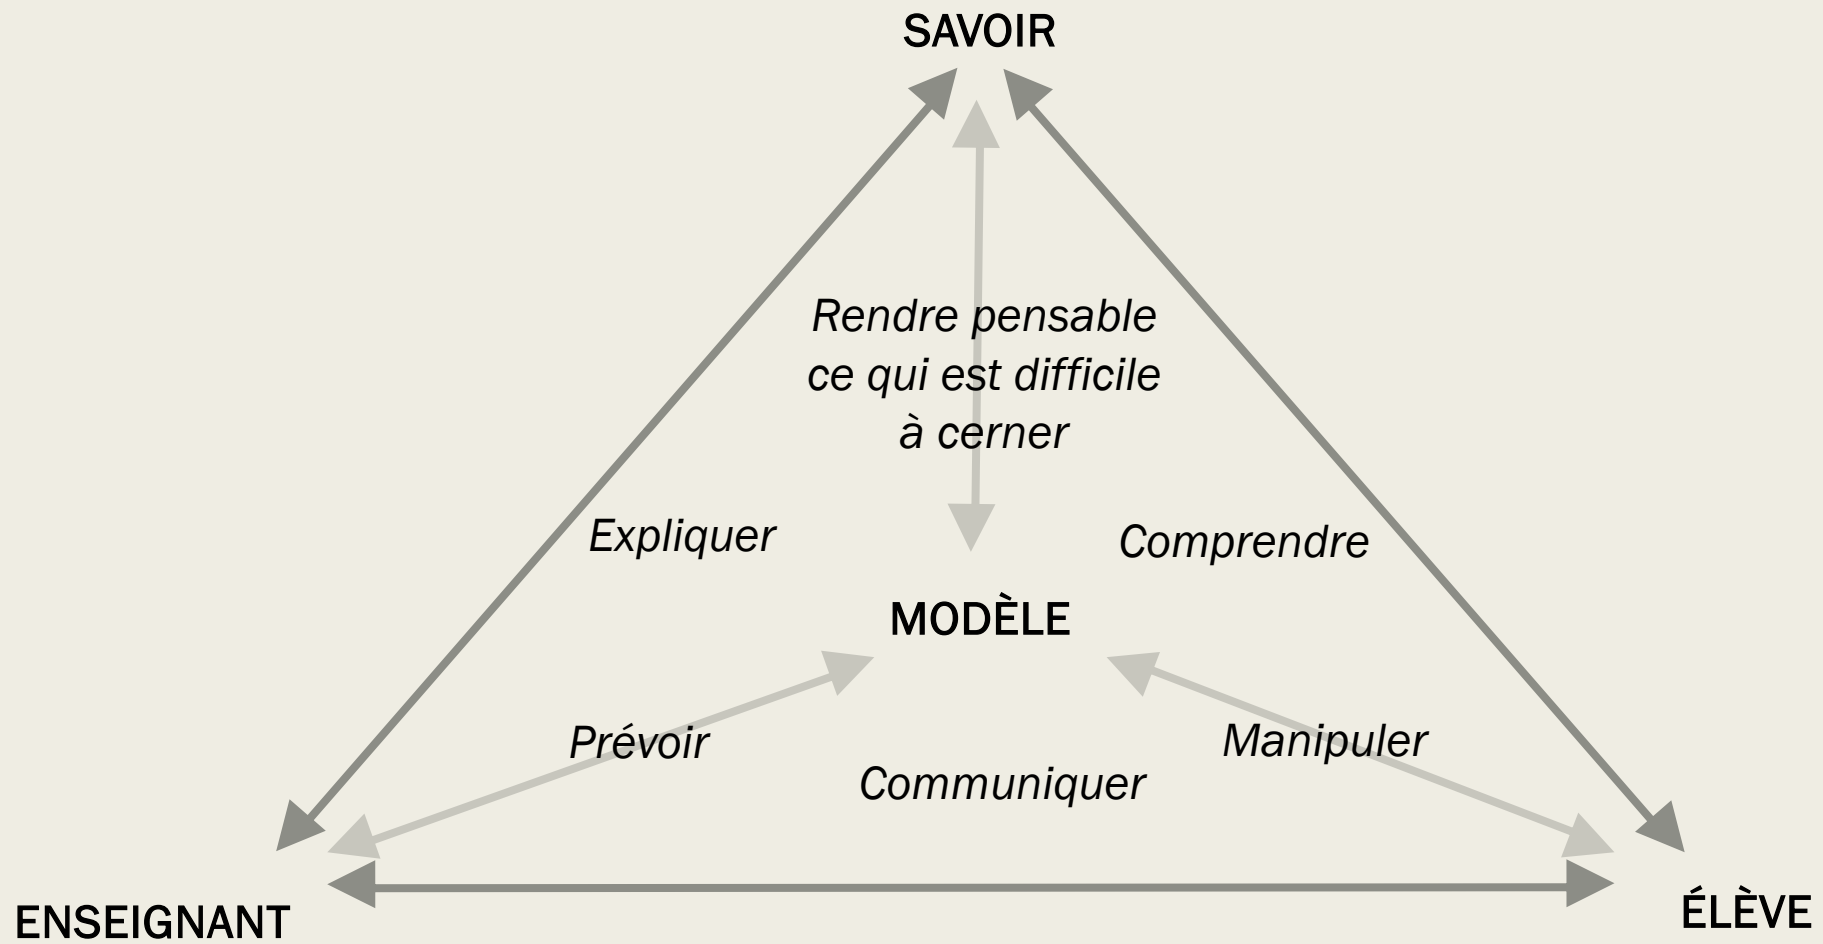 SAVOIR
Rendre pensable
ce qui est difficile
à cerner
Expliquer
Comprendre
MODÈLE
Prévoir
Manipuler
Communiquer
ENSEIGNANT
ÉLÈVE